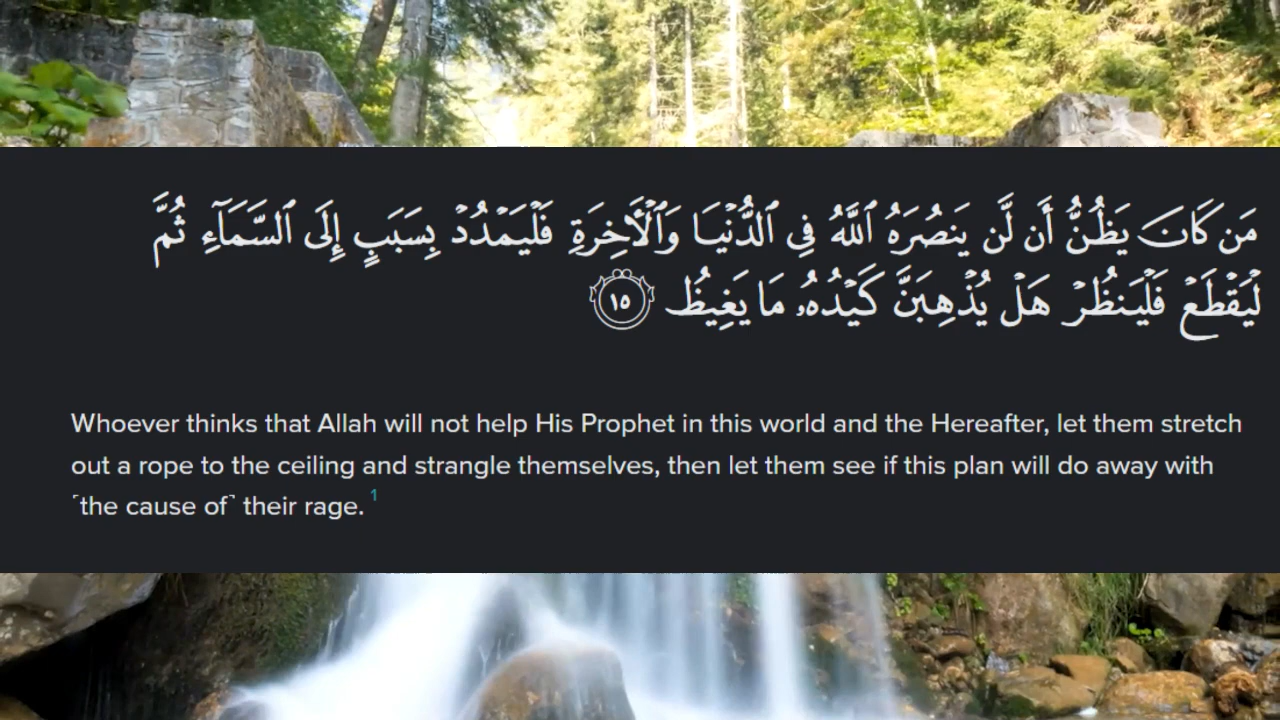 مَن كَانَ يَظُنُّ أَن لَّن يَنصُرَهُ ٱللَّهُ فِى ٱلدُّنْيَا وَٱلْـَٔاخِرَةِ فَلْيَمْدُدْ بِسَبَبٍ إِلَى ٱلسَّمَآءِ ثُمَّ
لْيَقْطَعْ فَلْيَنظُرْ هَلْ يُذْهِبَنَّ كَيْدُهُۥ مَا يَغِيظُ ١٥
Whoever thinks that Allah will not help His Prophet in this world and the Hereafter, let them stretch
out a rope to the ceiling and strangle themselves, then let them see if this plan will do away with
˹the cause of˺ their rage. 1